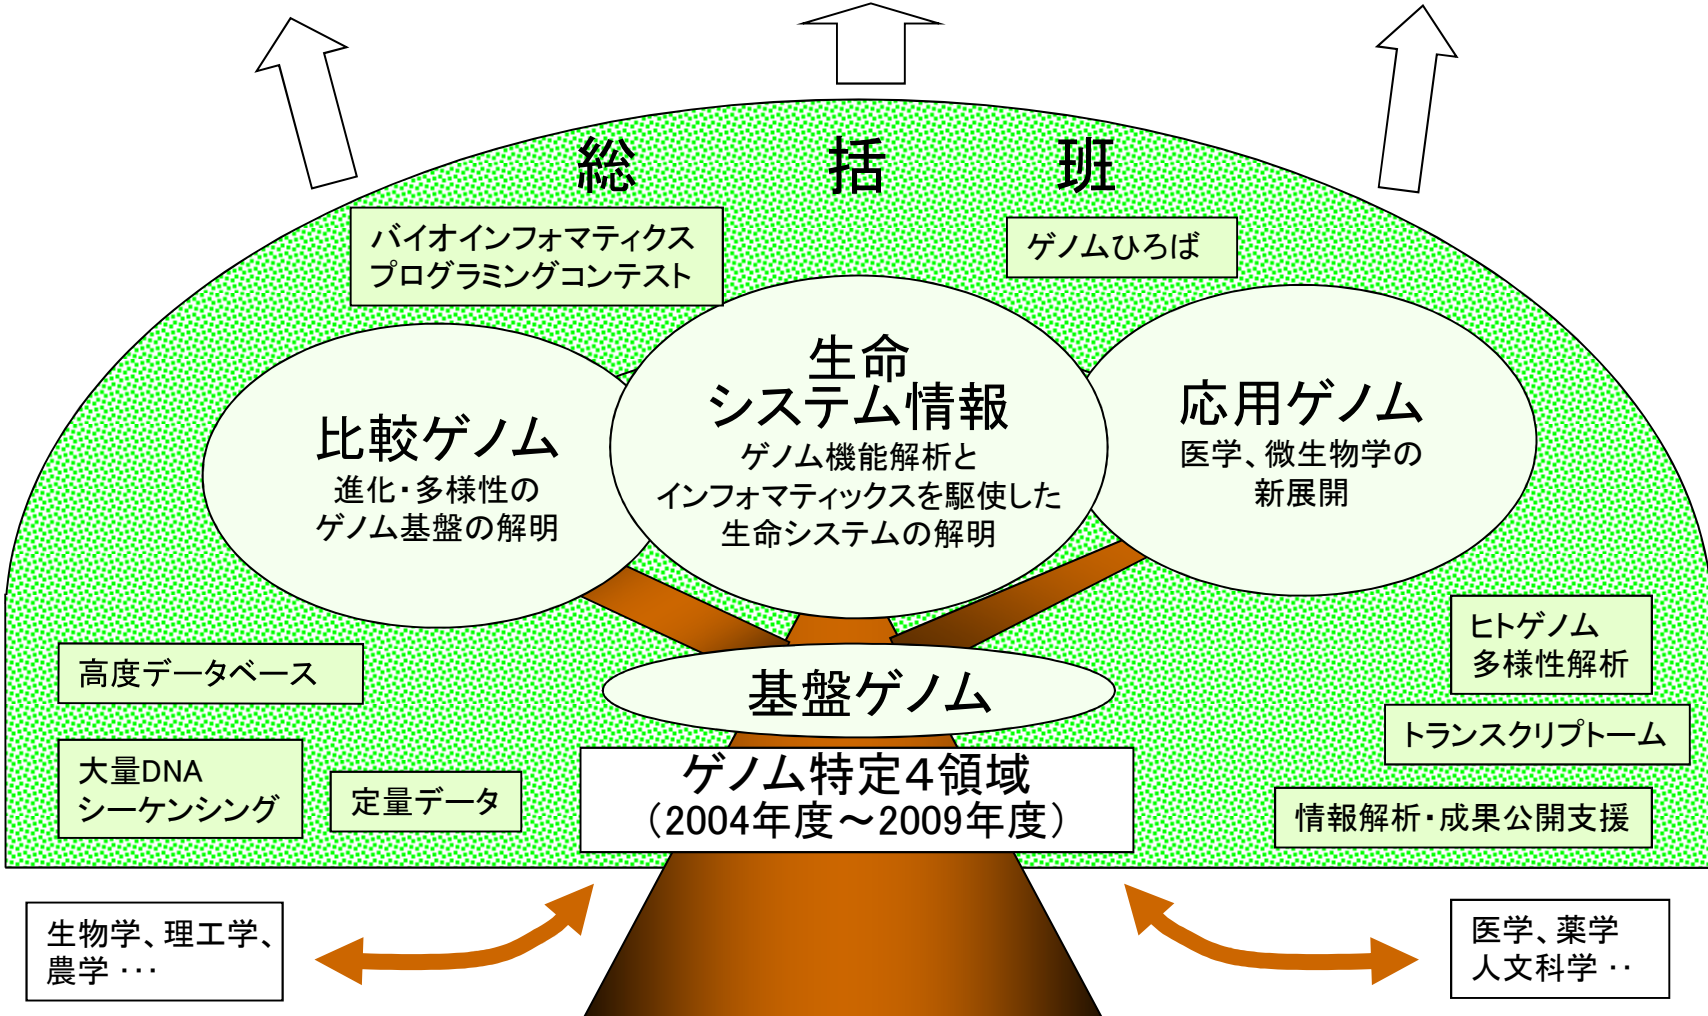 総括班
バイオインフォマティクス
プログラミングコンテスト
ゲノムひろば
生命
システム情報
ゲノム機能解析と
インフォマティックスを駆使した
生命システムの解明
比較ゲノム
進化・多様性の
ゲノム基盤の解明
応用ゲノム
医学、微生物学の
新展開
高度データベース
大量DNA
シーケンシング
定量データ
基盤ゲノム
ゲノム特定４領域
（2004年度～2009年度）
ヒトゲノム
多様性解析
トランスクリプトーム
情報解析・成果公開支援
生物学、理工学、
農学 ･･･
医学、薬学
人文科学 ･･